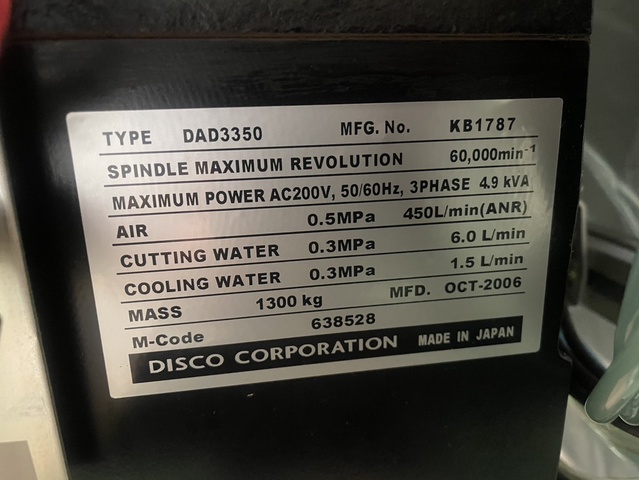 TYPE DAD3350 MFG. No. KB1787
SPINDLE MAXIMUM REVOLUTION 60,000min⁻¹
MAXIMUM POWER AC200V, 50/60Hz, 3PHASE 4.9 kVA
AIR 0.5MPa 450L/min(ANR)
CUTTING WATER 0.3MPa 6.0 L/min
COOLING WATER 0.3MPa 1.5 L/min
MASS 1300 kg MFD. OCT-2006
M-Code 638528
DISCO CORPORATION MADE IN JAPAN